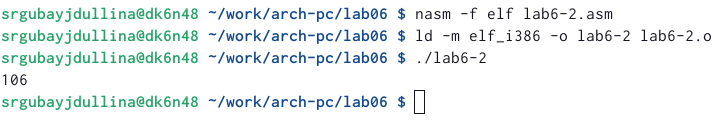 srgubayjdullina@dk6n48 ~/work/arch-pc/lab06 $ nasm -f elf lab6-2.asm
srgubayjdullina@dk6n48 ~/work/arch-pc/lab06 $ ld -m elf_i386 -o lab6-2 lab6-2.o
srgubayjdullina@dk6n48 ~/work/arch-pc/lab06 $ ./lab6-2
106
srgubayjdullina@dk6n48 ~/work/arch-pc/lab06 $